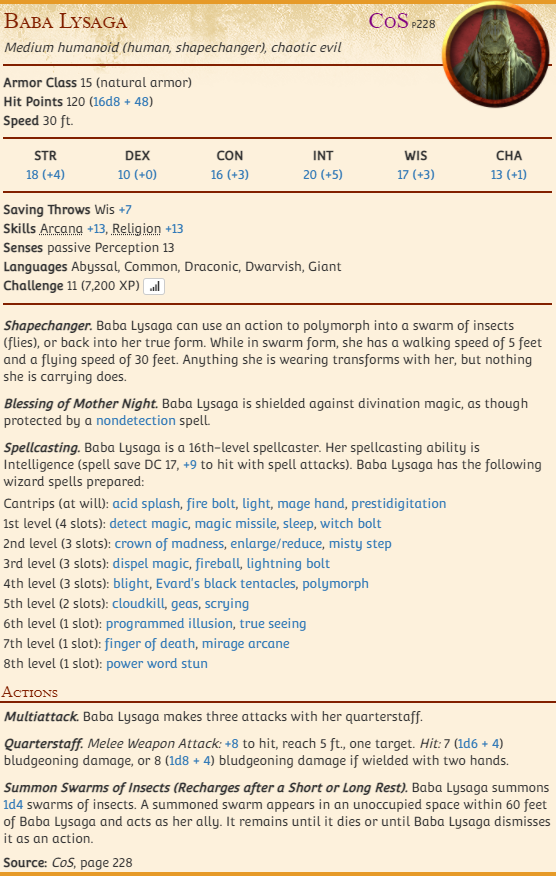 Baba Lysaga CoS P228
Medium humanoid (human, shapechanger), chaotic evil
Armor Class 15 (natural armor)
Hit Points 120 (16d8 + 48)
Speed 30 ft.
STR DEX CON INT WIS CHA
18 (+4) 10 (+0) 16 (+3) 20 (+5) 17 (+3) 13 (+1)
Saving Throws Wis +7
Skills Arcana +13, Religion +13
Senses passive Perception 13
Languages Abyssal, Common, Draconic, Dwarvish, Giant
Challenge 11 (7,200 XP)
Shapechanger. Baba Lysaga can use an action to polymorph into a swarm of insects
(flies), or back into her true form. While in swarm form, she has a walking speed of 5 feet
and a flying speed of 30 feet. Anything she is wearing transforms with her, but nothing
she is carrying does.
Blessing of Mother Night. Baba Lysaga is shielded against divination magic, as though
protected by a nondetection spell.
Spellcasting. Baba Lysaga is a 16th-level spellcaster. Her spellcasting ability is
Intelligence (spell save DC 17, +9 to hit with spell attacks). Baba Lysaga has the following
wizard spells prepared:
Cantrips (at will): acid splash, fire bolt, light, mage hand, prestidigitation
1st level (4 slots): detect magic, magic missile, sleep, witch bolt
2nd level (3 slots): crown of madness, enlarge/reduce, misty step
3rd level (3 slots): dispel magic, fireball, lightning bolt
4th level (3 slots): blight, Evard's black tentacles, polymorph
5th level (2 slots): cloudkill, geas, scrying
6th level (1 slot): programmed illusion, true seeing
7th level (1 slot): finger of death, mirage arcane
8th level (1 slot): power word stun
Actions
Multiattack. Baba Lysaga makes three attacks with her quarterstaff.
Quarterstaff. Melee Weapon Attack: +8 to hit, reach 5 ft., one target. Hit: 7 (1d6 + 4)
bludgeoning damage, or 8 (1d8 + 4) bludgeoning damage if wielded with two hands.
Summon Swarms of Insects (Recharges after a Short or Long Rest). Baba Lysaga summons
1d4 swarms of insects. A summoned swarm appears in an unoccupied space within 60 feet
of Baba Lysaga and acts as her ally. It remains until it dies or until Baba Lysaga dismisses
it as an action.
Source: CoS, page 228